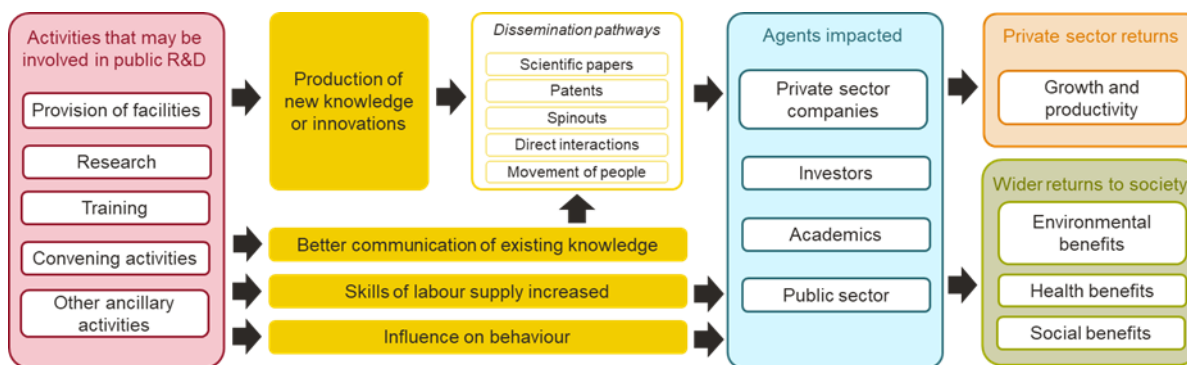 Activities that may be
involved in public R&D
Provision of facilities
Research
Training
Convening activities
Other ancillary
activities
Production of
new knowledge
or innovations
Dissemination pathways
Scientific papers
Patents
Spinouts
Direct interactions
Movement of people
Better communication of existing knowledge
Skills of labour supply increased
Influence on behaviour
Agents impacted
Private sector
companies
Investors
Academics
Public sector
Private sector returns
Growth and
productivity
Wider returns to society
Environmental
benefits
Health benefits
Social benefits